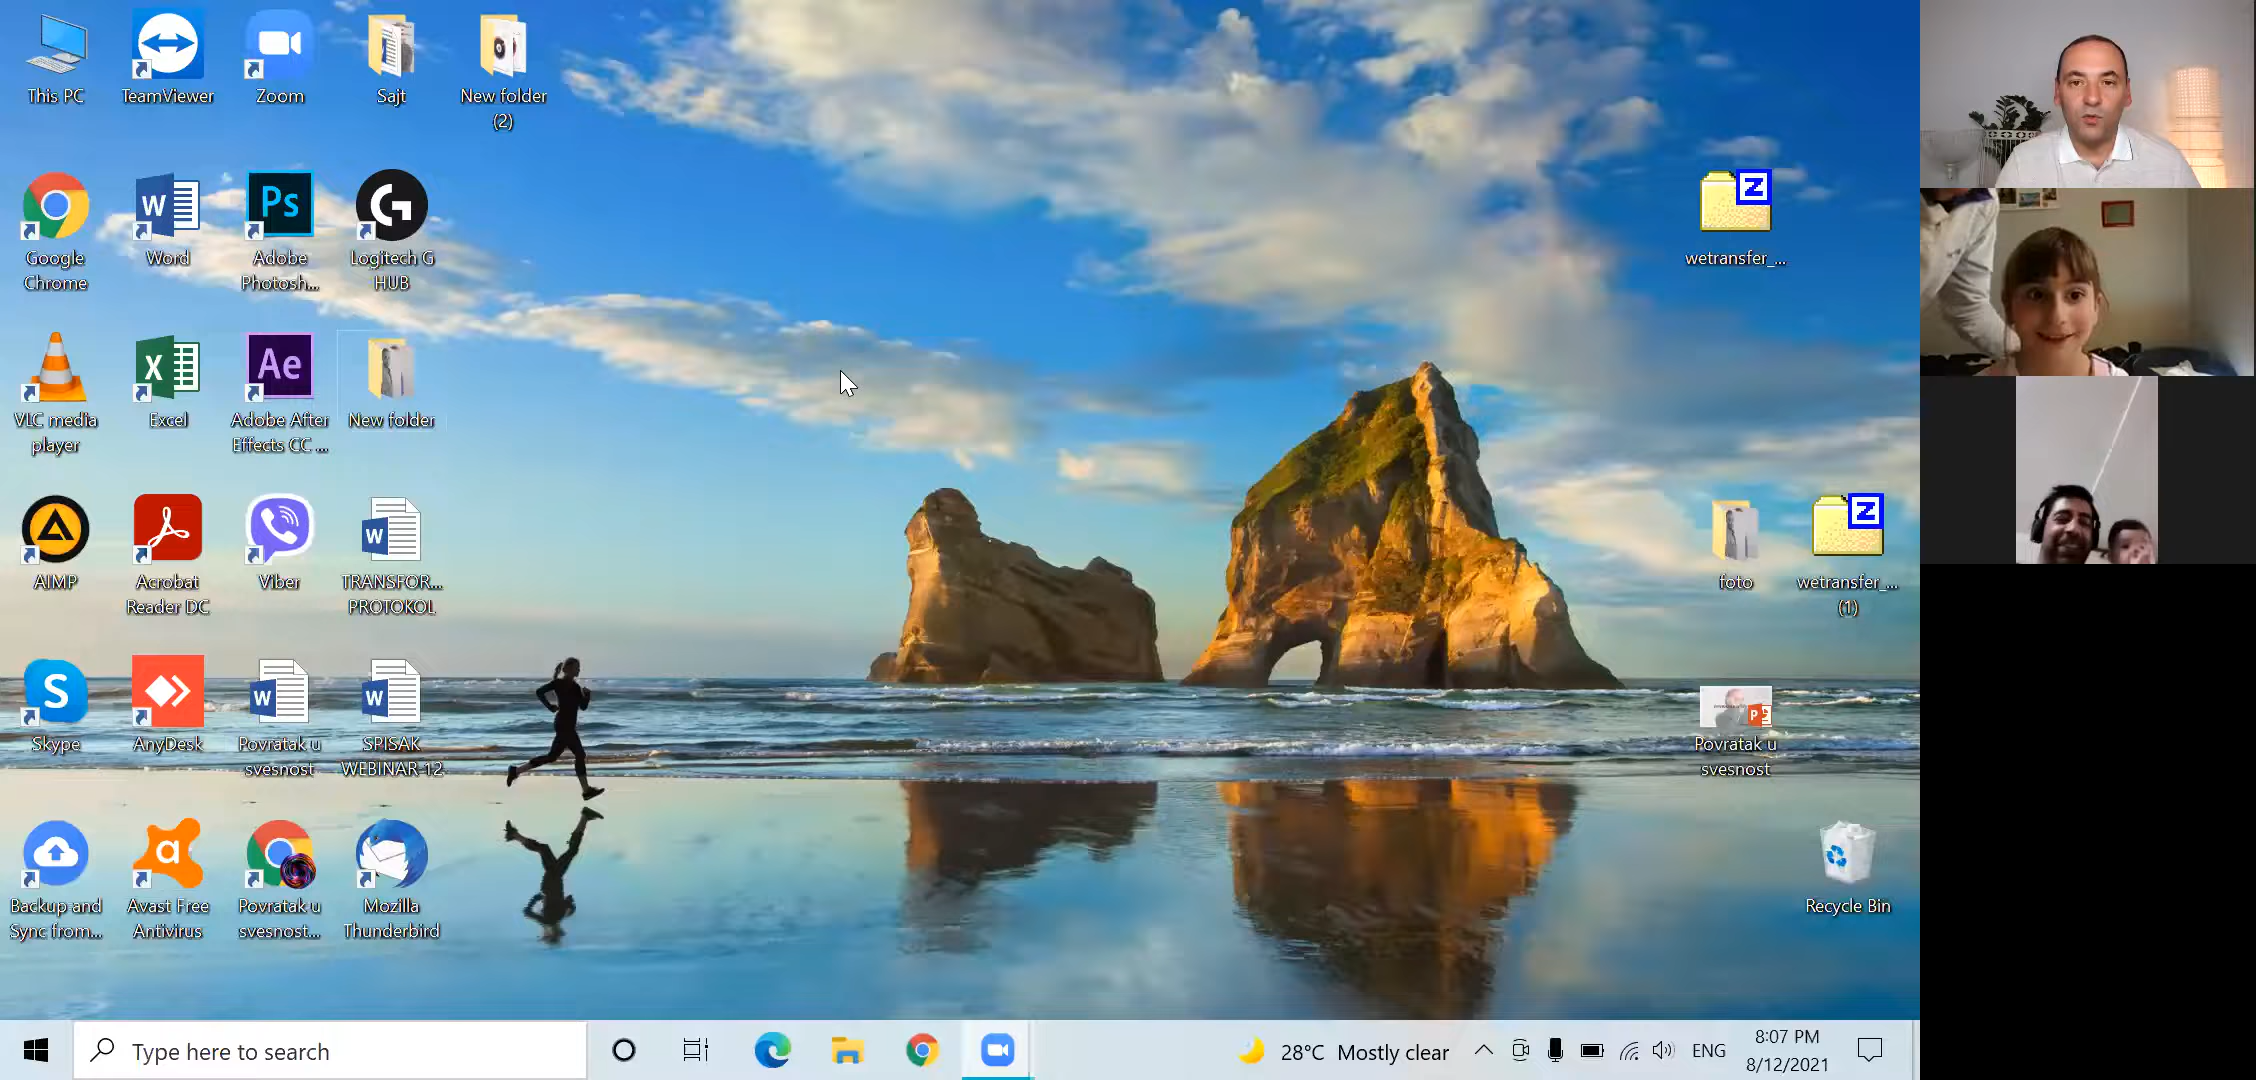 This PC
TeamViewer
Zoom
Sajt
New folder
(2)
Google
Chrome
Word
Ps
Adobe
Photosh...
Logitech G
HUB
wetransfer_...
VLC media
player
Excel
Ae
Adobe After
Effects CC ...
New folder
AIMP
Acrobat
Reader DC
Viber
TRANSFOR...
PROTOKOL
foto
wetransfer_...
(1)
Skype
AnyDesk
Povratak u
svesnost
SPISAK
WEBINAR 12
Povratak u
svesnost
Backup and
Sync from...
Avast Free
Antivirus
Povratak u
svesnost...
Mozilla
Thunderbird
Recycle Bin
Type here to search
28°C Mostly clear
ENG
8:07 PM
8/12/2021